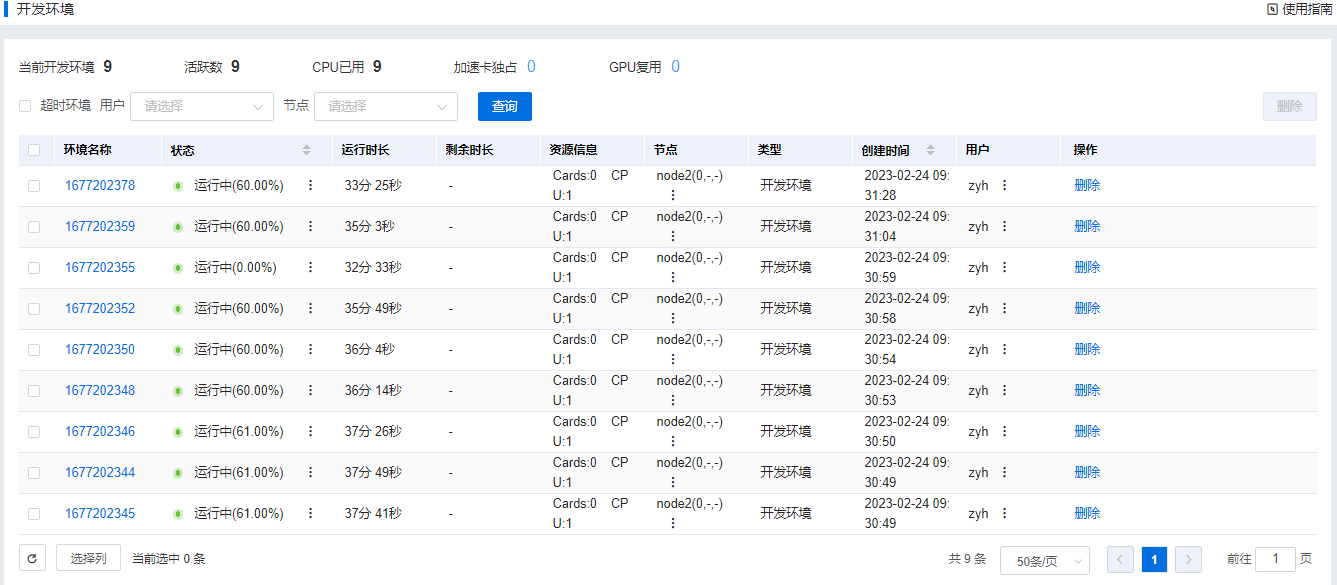 开发环境 使用指南
当前开发环境 9 活跃数 9 CPU已用 9 加速卡独占 0 GPU复用 0
超时环境 用户 请选择 节点 请选择 查询 删除
环境名称 状态 运行时长 剩余时长 资源信息 节点 类型 创建时间 用户 操作
1677202378 运行中(60.00%) 33分 25秒 - Cards:0 CPU:1 node2(0,-,-) 开发环境 2023-02-24 09:31:28 zyh 删除
1677202359 运行中(60.00%) 35分 3秒 - Cards:0 CPU:1 node2(0,-,-) 开发环境 2023-02-24 09:31:04 zyh 删除
1677202355 运行中(0.00%) 32分 33秒 - Cards:0 CPU:1 node2(0,-,-) 开发环境 2023-02-24 09:30:59 zyh 删除
1677202352 运行中(60.00%) 35分 49秒 - Cards:0 CPU:1 node2(0,-,-) 开发环境 2023-02-24 09:30:58 zyh 删除
1677202350 运行中(60.00%) 36分 4秒 - Cards:0 CPU:1 node2(0,-,-) 开发环境 2023-02-24 09:30:54 zyh 删除
1677202348 运行中(60.00%) 36分 14秒 - Cards:0 CPU:1 node2(0,-,-) 开发环境 2023-02-24 09:30:53 zyh 删除
1677202346 运行中(61.00%) 37分 26秒 - Cards:0 CPU:1 node2(0,-,-) 开发环境 2023-02-24 09:30:50 zyh 删除
1677202344 运行中(61.00%) 37分 49秒 - Cards:0 CPU:1 node2(0,-,-) 开发环境 2023-02-24 09:30:49 zyh 删除
1677202345 运行中(61.00%) 37分 41秒 - Cards:0 CPU:1 node2(0,-,-) 开发环境 2023-02-24 09:30:49 zyh 删除
选择列 当前选中 0 条 共 9 条 50条/页 1 前往 1 页